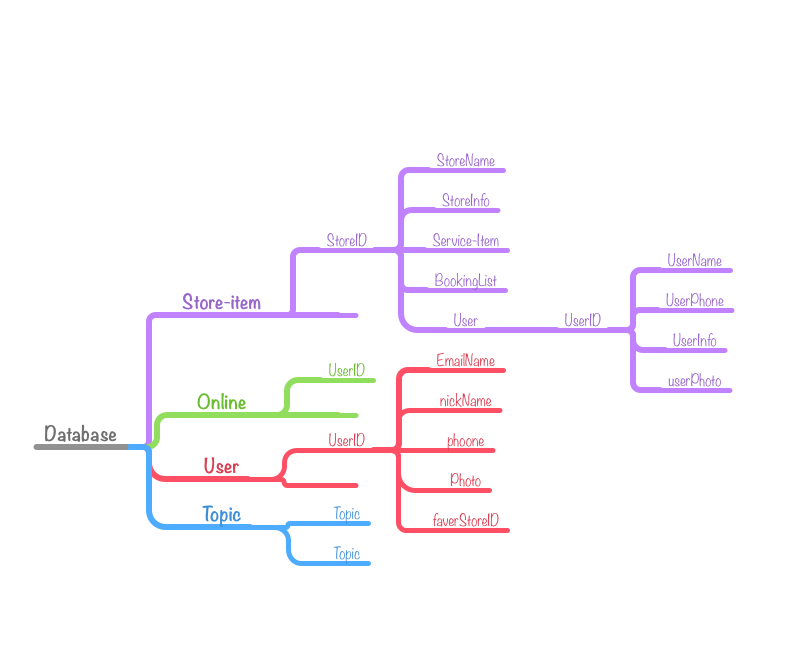 Database
Store-item
StoreID
StoreName
StoreInfo
Service-Item
BookingList
User
UserID
UserName
UserPhone
UserInfo
userPhoto
Online
UserID
User
UserID
EmailName
nickName
phoone
Photo
faverStoreID
Topic
Topic
Topic